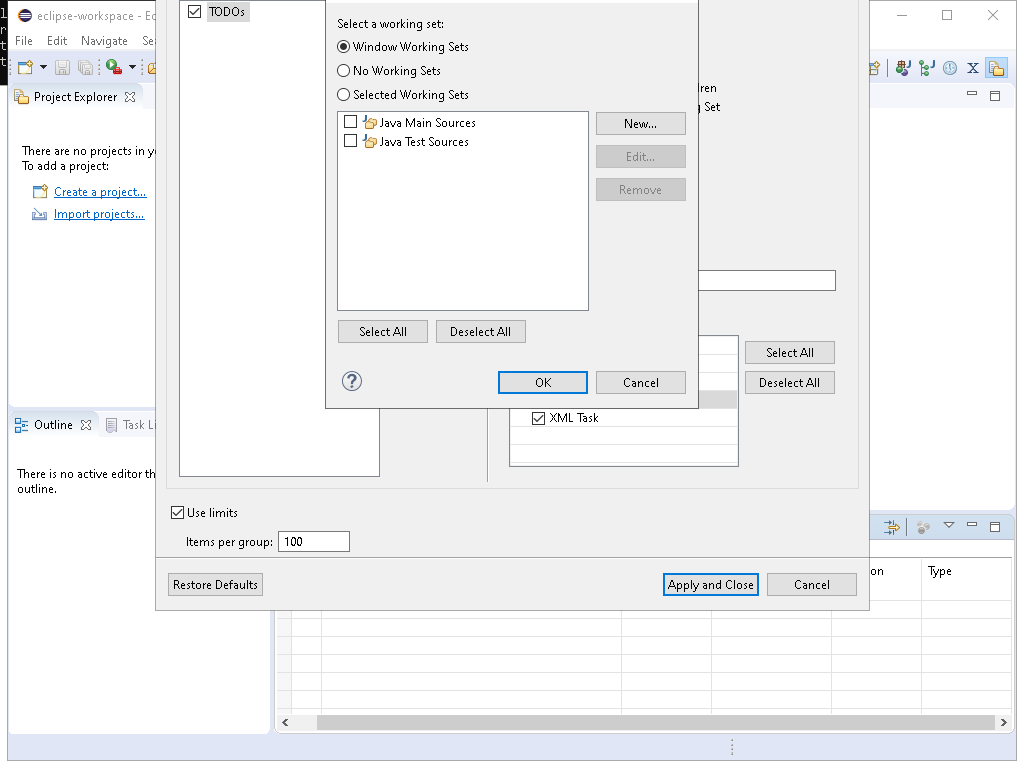 eclipse-workspace - Ec
File Edit Navigate Se
Project Explorer
There are no projects in y
To add a project:
Create a project...
Import projects...
Outline
Task Li
There is no active editor th
outline.
TODOs
Select a working set:
Window Working Sets
No Working Sets
Selected Working Sets
Java Main Sources
Java Test Sources
New...
Edit...
Remove
Select All
Deselect All
?
OK
Cancel
dren
g Set
Select All
Deselect All
XML Task
Use limits
Items per group: 100
Restore Defaults
Apply and Close
Cancel
on
Type